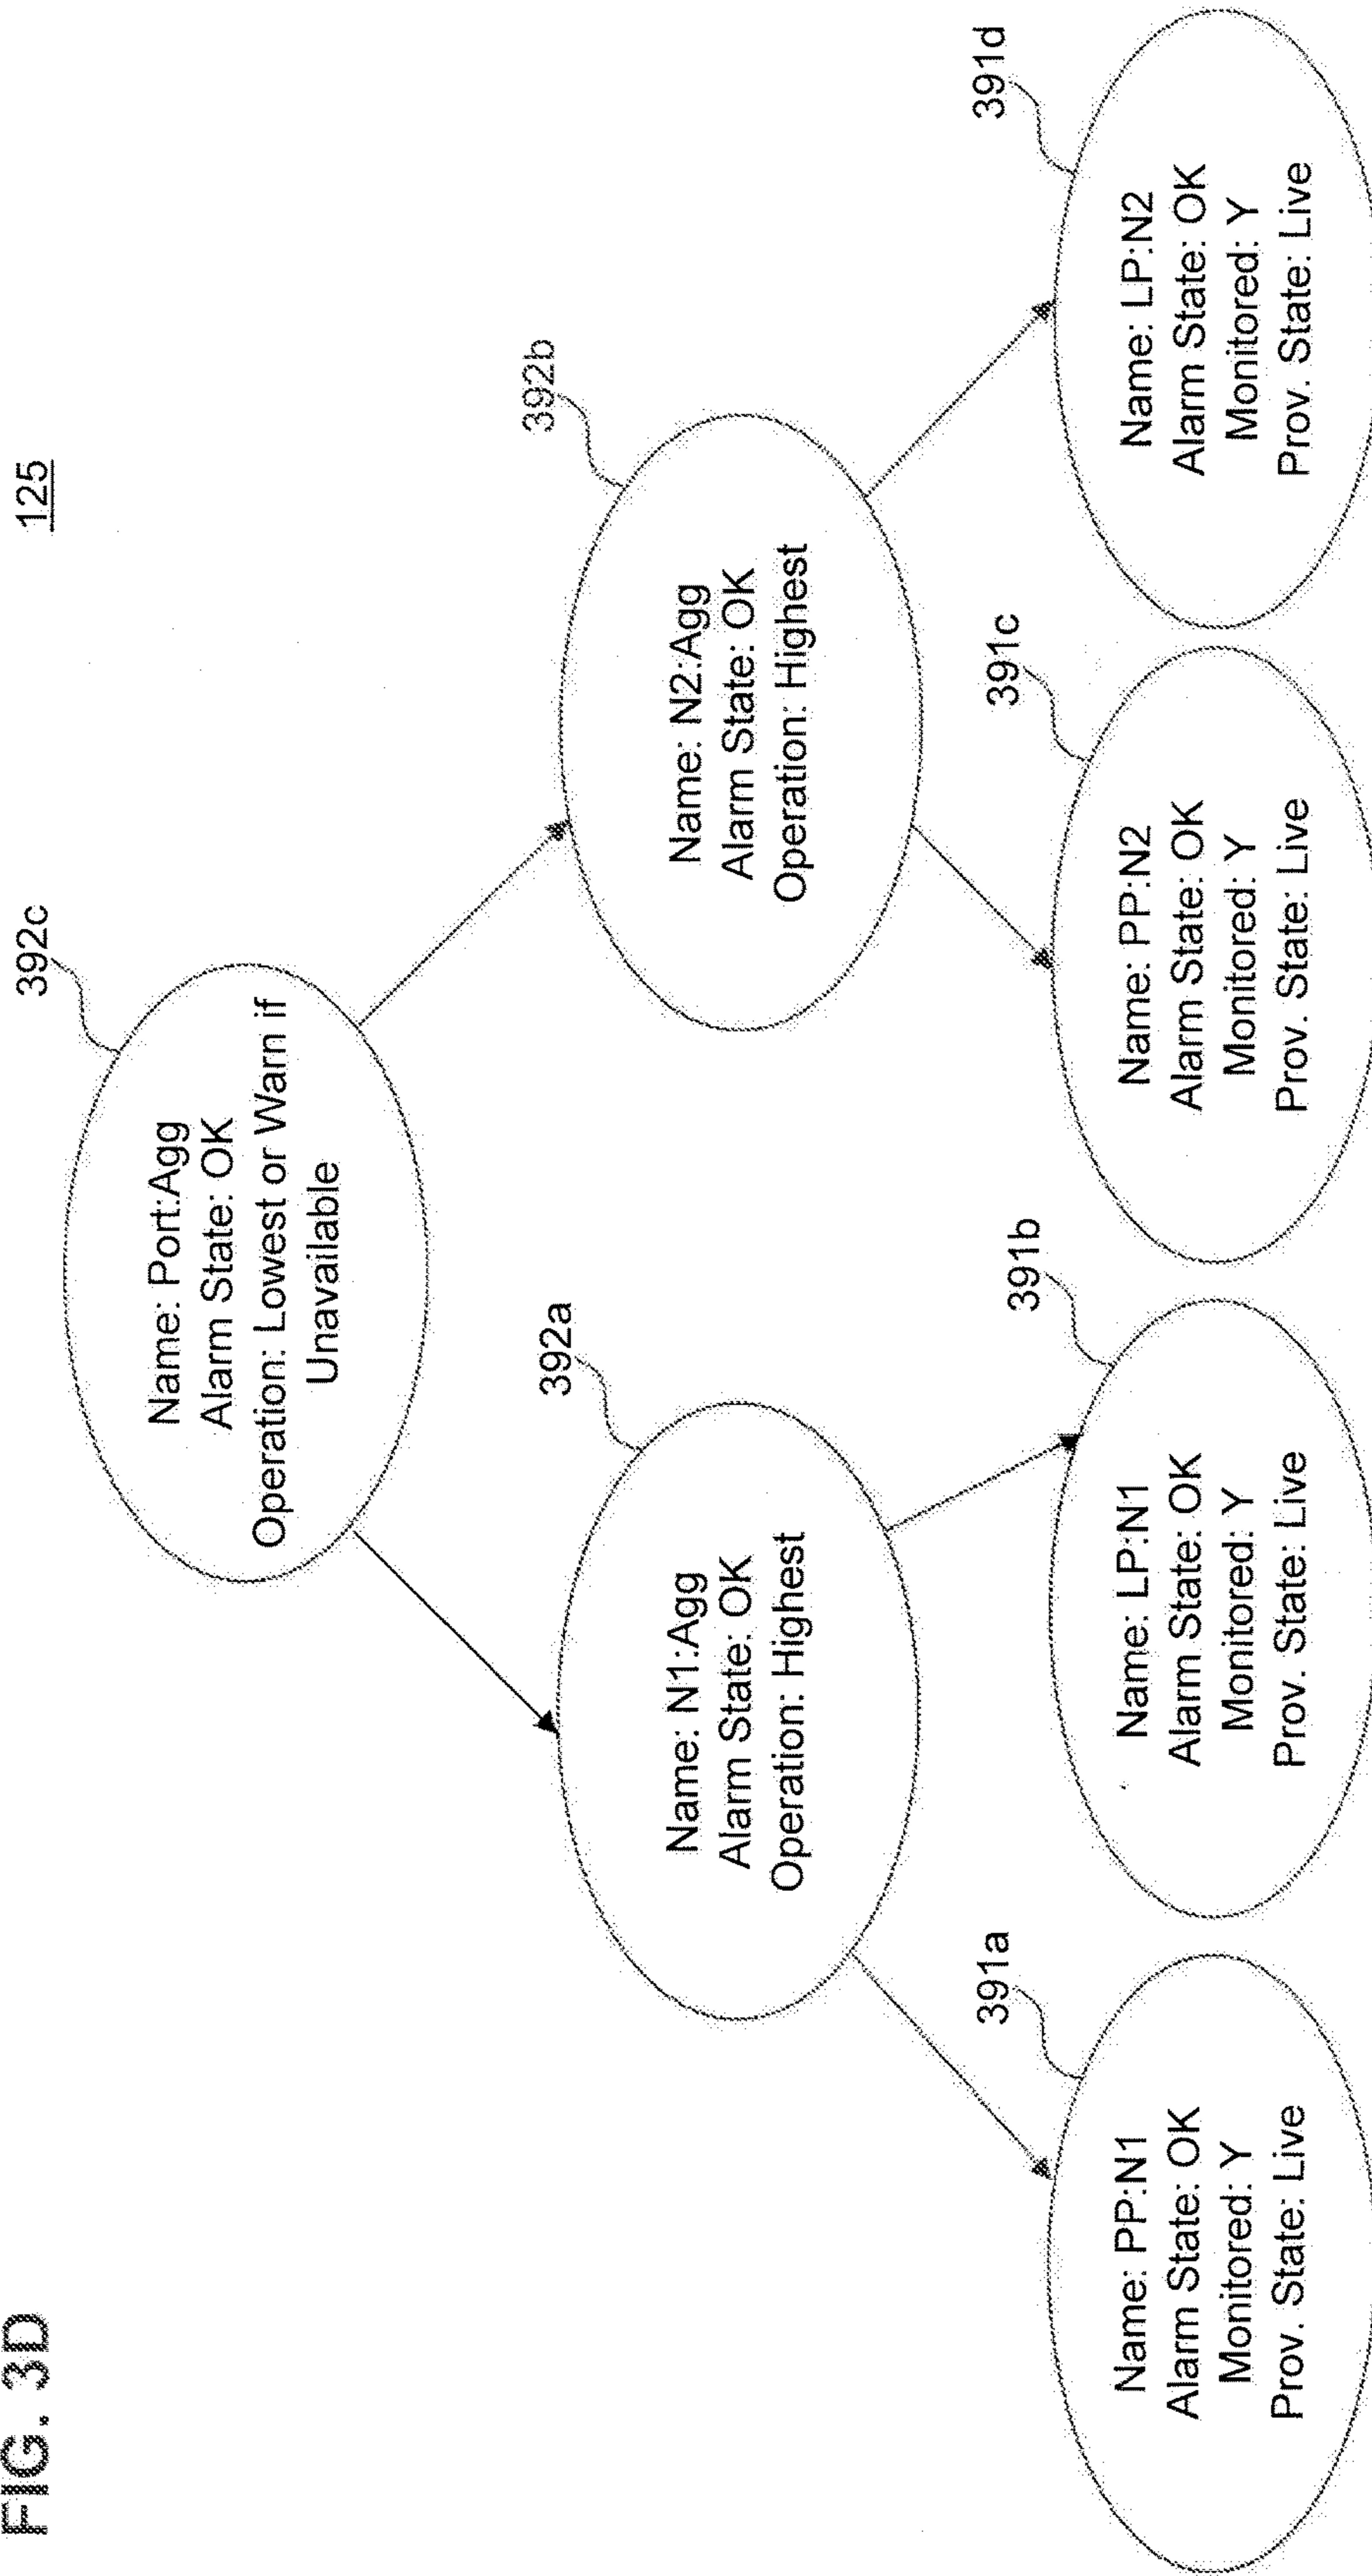 FIG. 3D
125
392c
Name: Port:Agg
Alarm State: OK
Operation: Lowest or Warn if
Unavailable
392a
Name: N1:Agg
Alarm State: OK
Operation: Highest
392b
Name: N2:Agg
Alarm State: OK
Operation: Highest
391a
Name: PP:N1
Alarm State: OK
Monitored: Y
Prov. State: Live
391b
Name: LP:N1
Alarm State: OK
Monitored: Y
Prov. State: Live
391c
Name: PP:N2
Alarm State: OK
Monitored: Y
Prov. State: Live
391d
Name: LP:N2
Alarm State: OK
Monitored: Y
Prov. State: Live